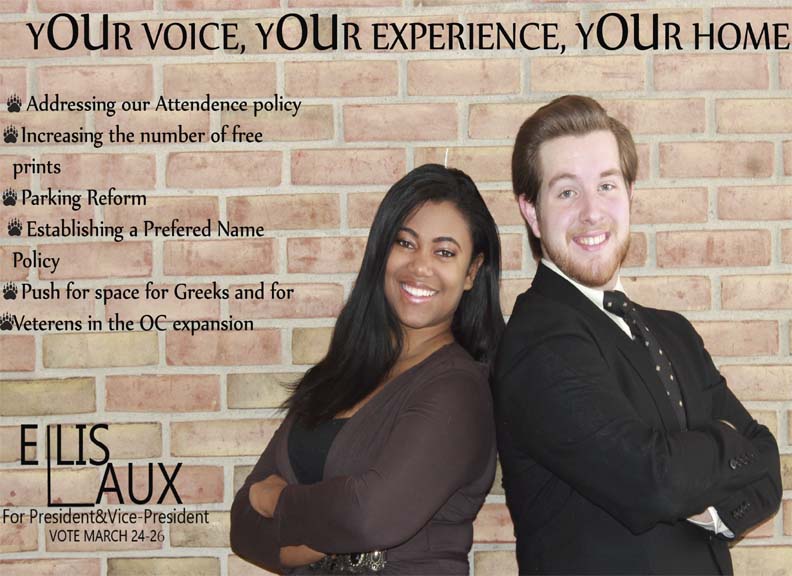 yOUr VOICE, yOUr EXPERIENCE, yOUr HOME
Addressing our Attendence policy
Increasing the number of free
prints
Parking Reform
Establishing a Prefered Name
Policy
Push for space for Greeks and for
Veterens in the OC expansion
ELLIS
LAUX
For President&Vice-President
VOTE MARCH 24-26